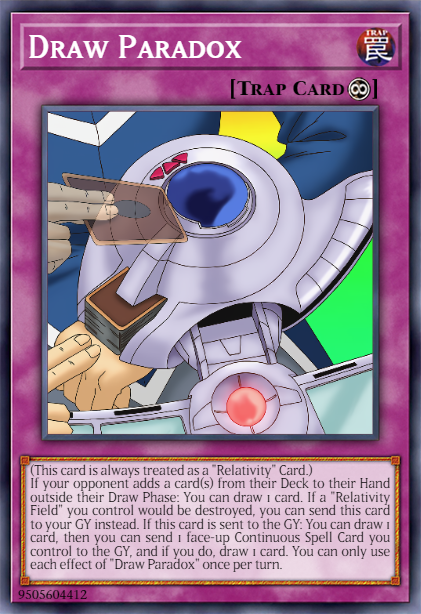 DRAW PARADOX
TRAP
罠
[TRAP CARD♾]
(This card is always treated as a "Relativity" Card.)
If your opponent adds a card(s) from their Deck to their Hand
outside their Draw Phase: You can draw 1 card. If a "Relativity
Field" you control would be destroyed, you can send this card
to your GY instead. If this card is sent to the GY: You can draw 1
card, then you can send 1 face-up Continuous Spell Card you
control to the GY, and if you do, draw 1 card. You can only use
each effect of "Draw Paradox" once per turn.
9505604412